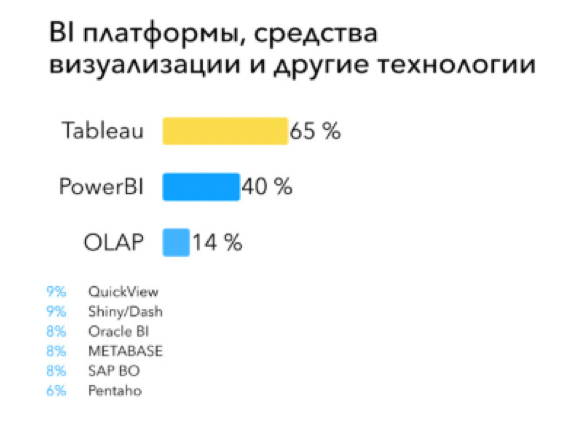 BI платформы, средства
визуализации и другие технологии
Tableau 65 %
PowerBI 40 %
OLAP 14 %
9% QuickView
9% Shiny/Dash
8% Oracle BI
8% METABASE
8% SAP BO
6% Pentaho